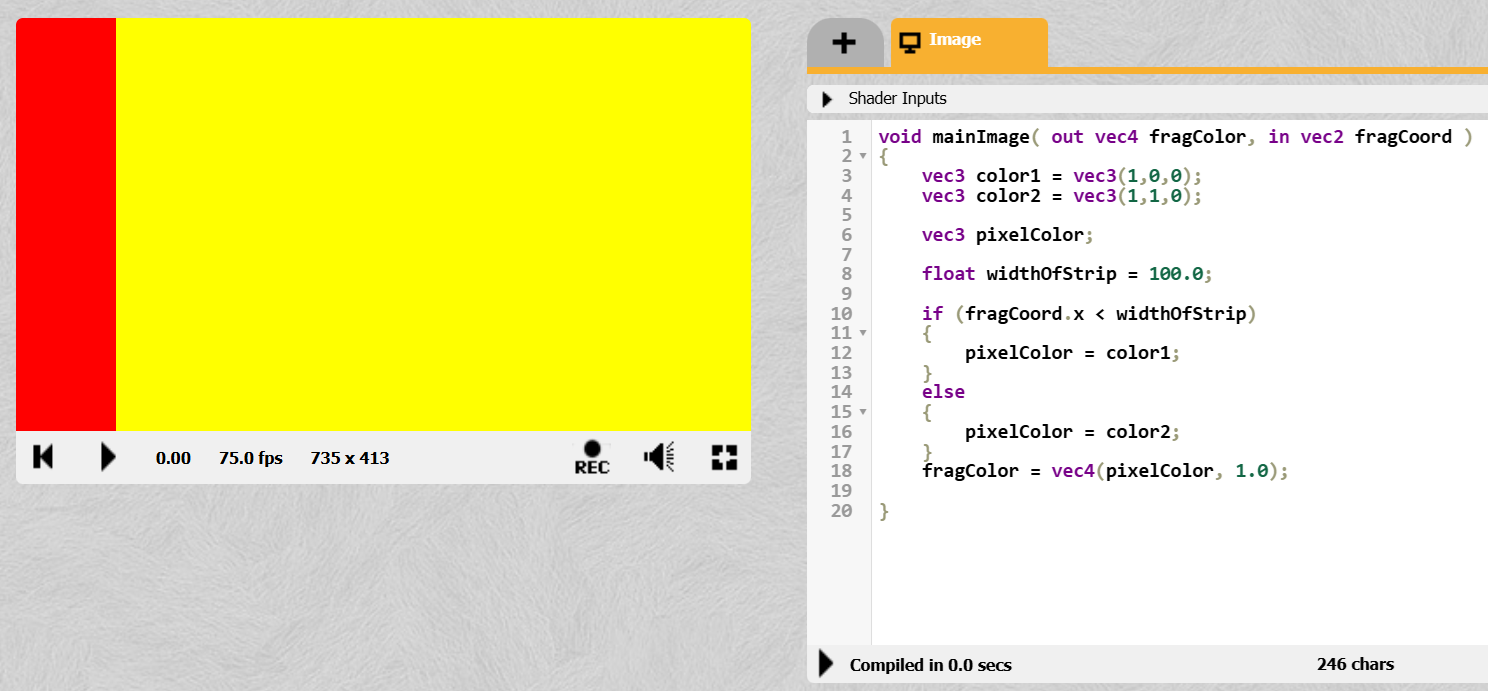 0.00 75.0 fps 735 x 413 REC
+ Image
Shader Inputs
1 void mainImage( out vec4 fragColor, in vec2 fragCoord )
2 {
3     vec3 color1 = vec3(1,0,0);
4     vec3 color2 = vec3(1,1,0);
5
6     vec3 pixelColor;
7
8     float widthOfStrip = 100.0;
9
10     if (fragCoord.x < widthOfStrip)
11     {
12         pixelColor = color1;
13     }
14     else
15     {
16         pixelColor = color2;
17     }
18     fragColor = vec4(pixelColor, 1.0);
19
20 }
Compiled in 0.0 secs 246 chars